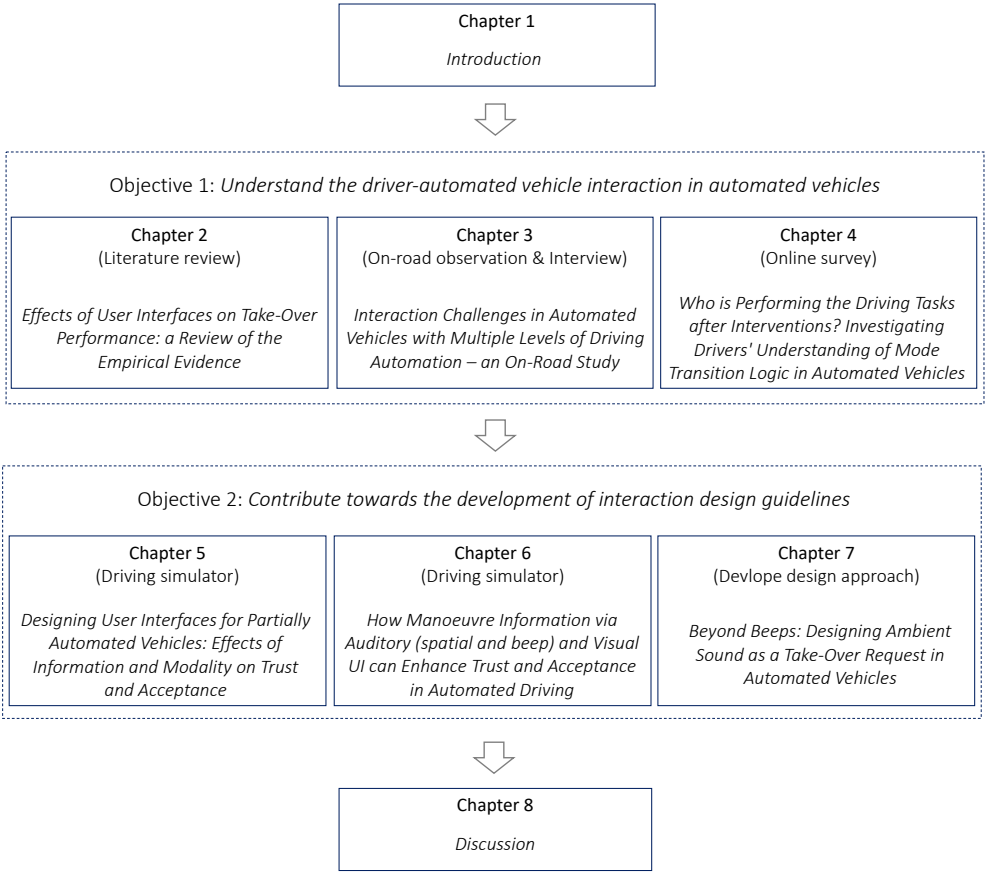 Chapter 1
Introduction
Objective 1: Understand the driver-automated vehicle interaction in automated vehicles
Chapter 2
(Literature review)
Effects of User Interfaces on Take-Over
Performance: a Review of the
Empirical Evidence
Chapter 3
(On-road observation & Interview)
Interaction Challenges in Automated
Vehicles with Multiple Levels of Driving
Automation – an On-Road Study
Chapter 4
(Online survey)
Who is Performing the Driving Tasks
after Interventions? Investigating
Drivers' Understanding of Mode
Transition Logic in Automated Vehicles
Objective 2: Contribute towards the development of interaction design guidelines
Chapter 5
(Driving simulator)
Designing User Interfaces for Partially
Automated Vehicles: Effects of
Information and Modality on Trust
and Acceptance
Chapter 6
(Driving simulator)
How Manoeuvre Information via
Auditory (spatial and beep) and Visual
UI can Enhance Trust and Acceptance
in Automated Driving
Chapter 7
(Devlope design approach)
Beyond Beeps: Designing Ambient
Sound as a Take-Over Request in
Automated Vehicles
Chapter 8
Discussion